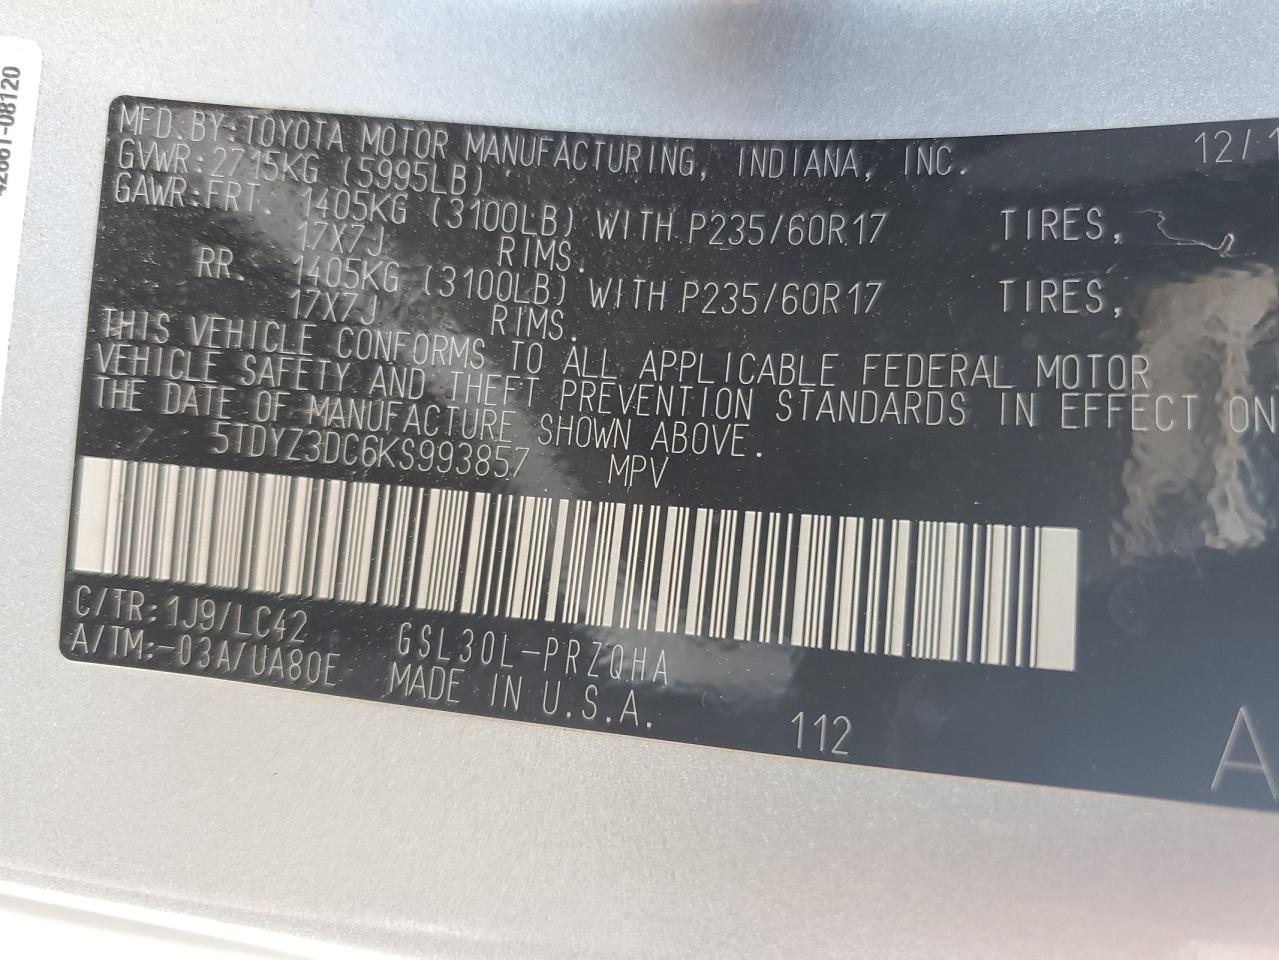 42661-08120
MFD.BY:TOYOTA MOTOR MANUFACTURING, INDIANA, INC. 12/1
GVWR:2715KG (5995LB)
GAWR:FRT. 1405KG (3100LB) WITH P235/60R17 TIRES,
17X7J RIMS.
RR. 1405KG (3100LB) WITH P235/60R17 TIRES,
17X7J RIMS.
THIS VEHICLE CONFORMS TO ALL APPLICABLE FEDERAL MOTOR
VEHICLE SAFETY AND THEFT PREVENTION STANDARDS IN EFFECT ON
THE DATE OF MANUFACTURE SHOWN ABOVE.
5TDYZ3DC6KS993857 MPV
C/TR:1J9/LC42 GSL30L-PRZQHA
A/TM:-03A/UA80E MADE IN U.S.A.
112
A